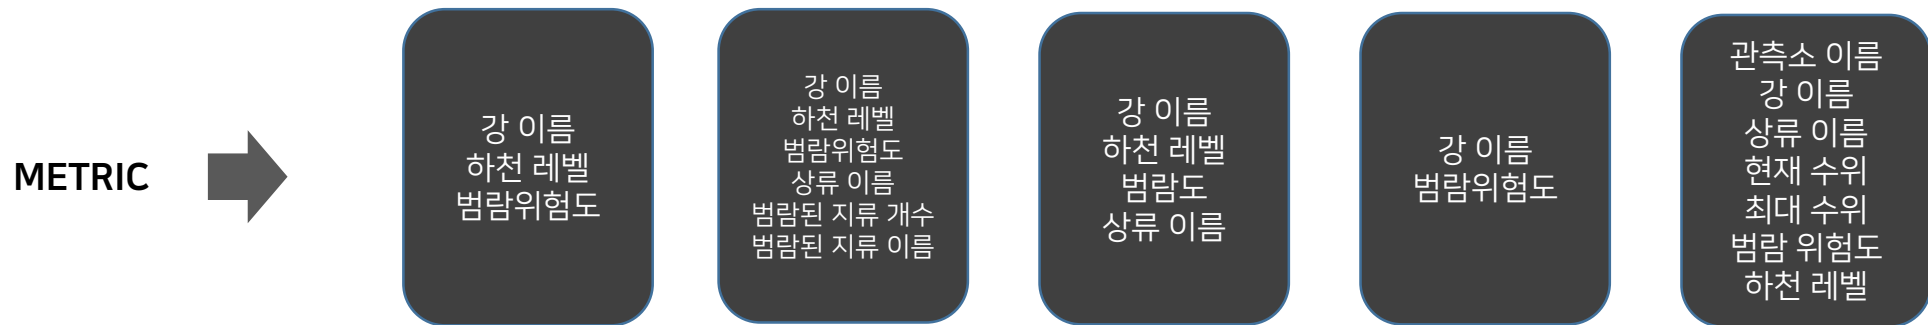 METRIC
강 이름
하천 레벨
범람위험도
강 이름
하천 레벨
범람위험도
상류 이름
범람된 지류 개수
범람된 지류 이름
강 이름
하천 레벨
범람도
상류 이름
강 이름
범람위험도
관측소 이름
강 이름
상류 이름
현재 수위
최대 수위
범람 위험도
하천 레벨